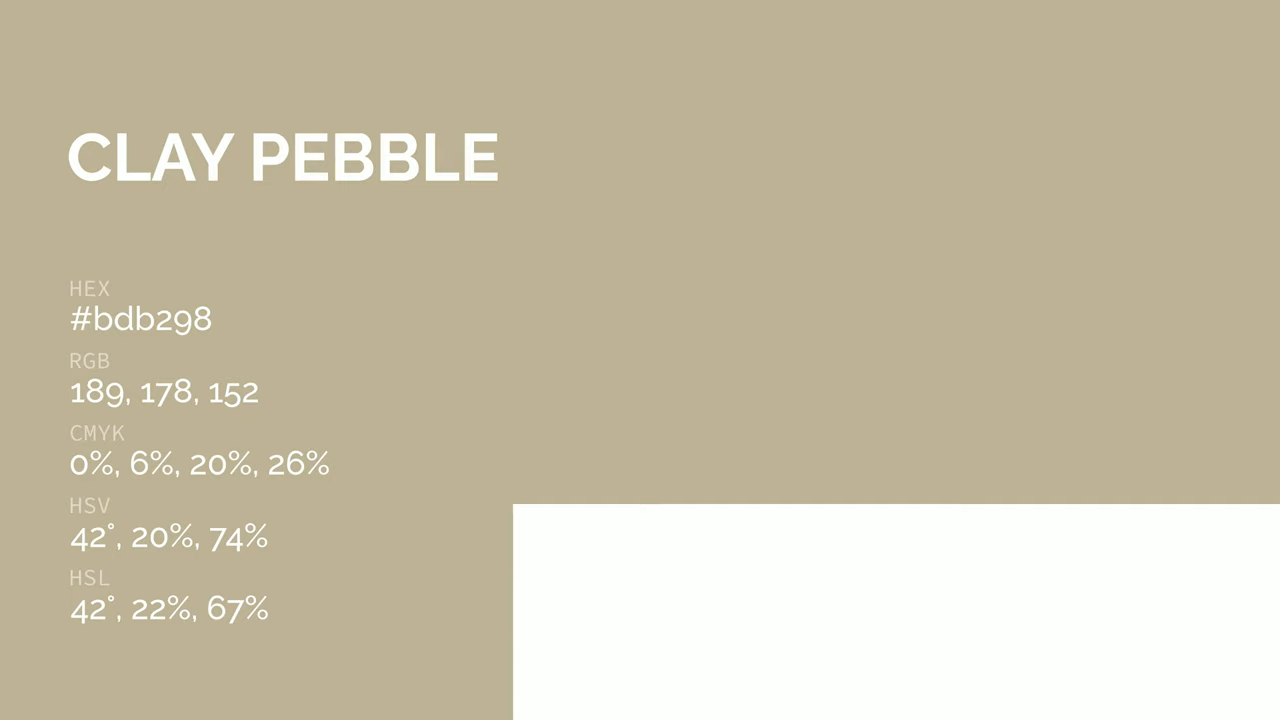 CLAY PEBBLE
HEX
#bdb298
RGB
189, 178, 152
CMYK
0%, 6%, 20%, 26%
HSV
42°, 20%, 74%
HSL
42°, 22%, 67%